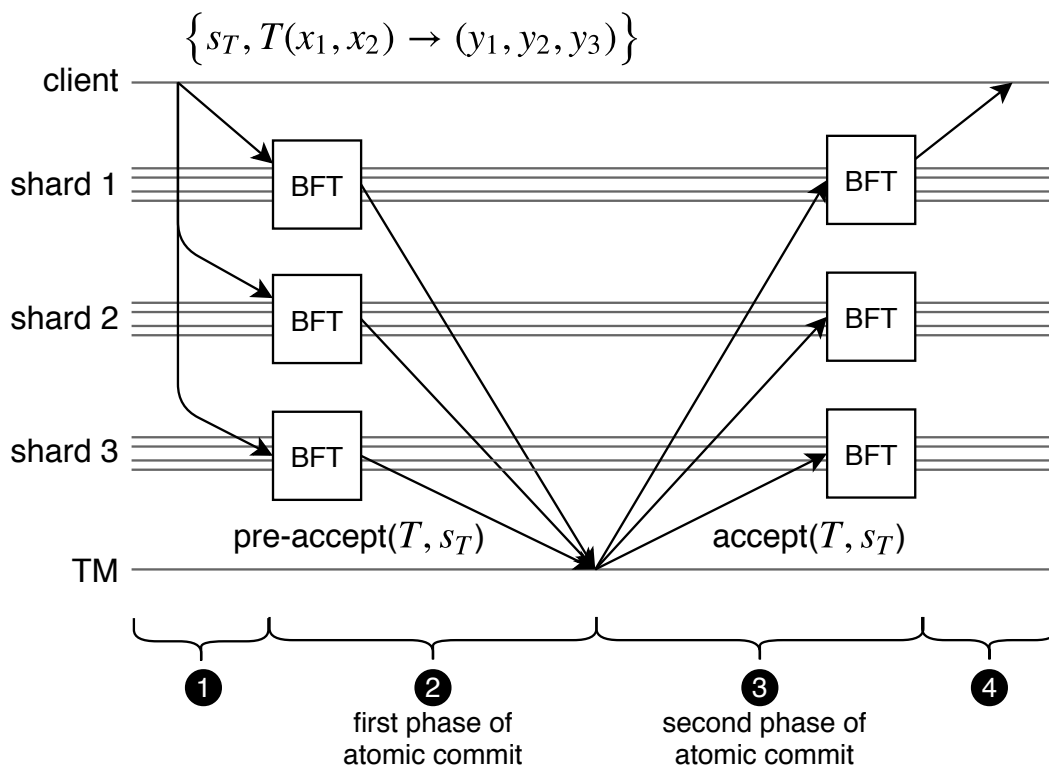 {s_T, T(x_1, x_2) → (y_1, y_2, y_3)}
client
shard 1
BFT
BFT
shard 2
BFT
BFT
shard 3
BFT
BFT
pre-accept(T, s_T)
accept(T, s_T)
TM
1
2
3
4
first phase of
atomic commit
second phase of
atomic commit